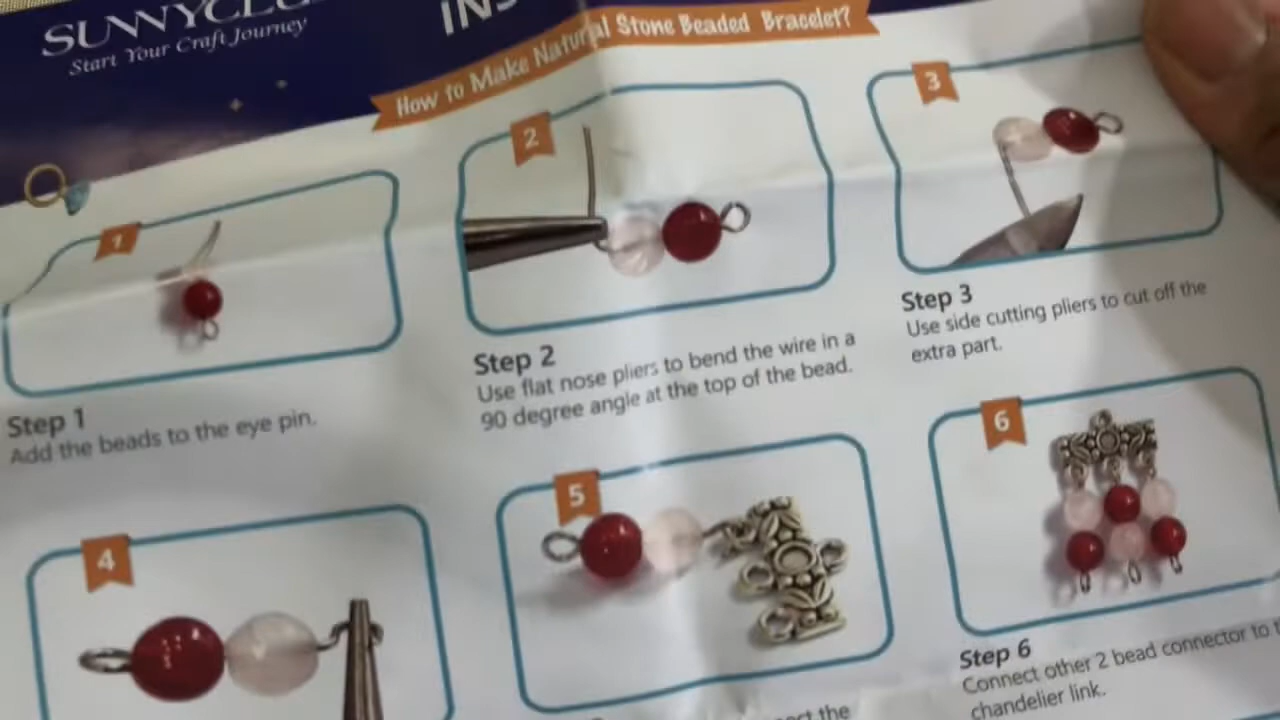 Start Your Craft Journey
How to Make Natural Stone Beaded Bracelet?
1
2
3
Step 1
Add the beads to the eye pin.
Step 2
Use flat nose pliers to bend the wire in a
90 degree angle at the top of the bead.
Step 3
Use side cutting pliers to cut off the
extra part.
4
5
6
the
Step 6
Connect other 2 bead connector to
chandelier link.